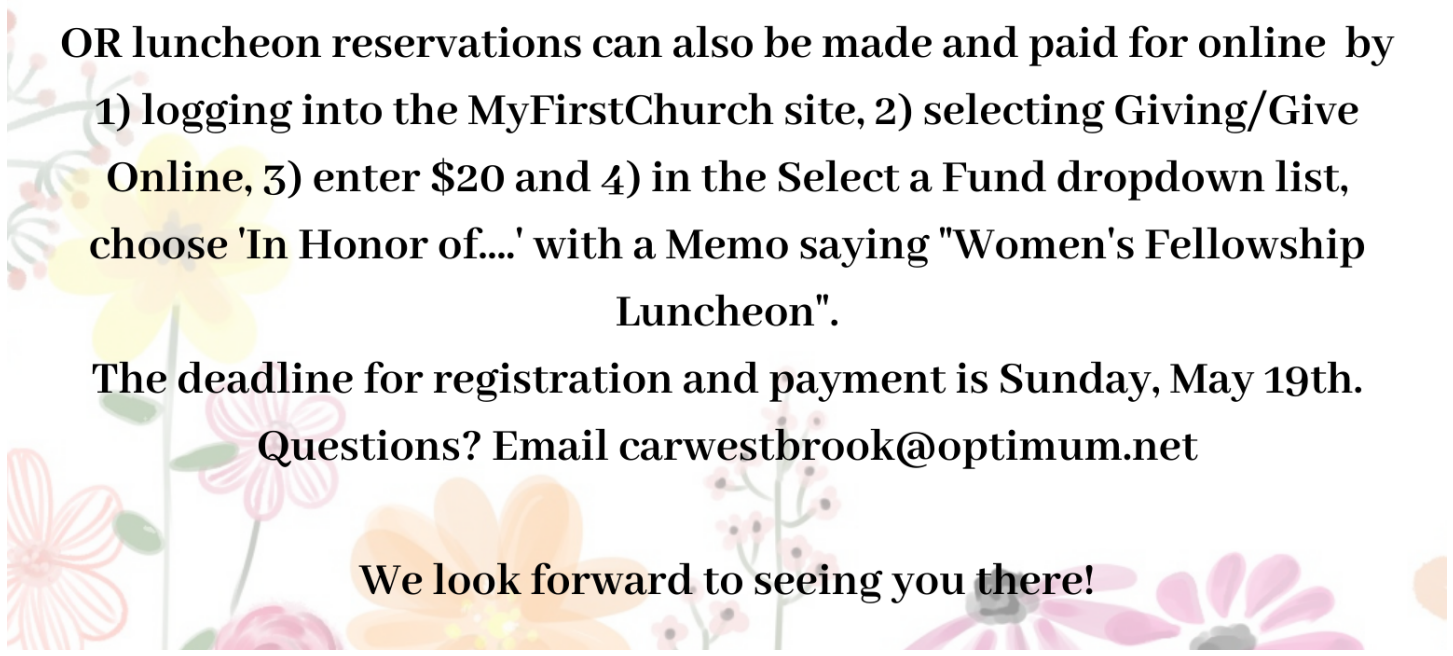 OR luncheon reservations can also be made and paid for online by
1) logging into the MyFirstChurch site, 2) selecting Giving/Give
Online, 3) enter $20 and 4) in the Select a Fund dropdown list,
choose 'In Honor of....' with a Memo saying "Women's Fellowship
Luncheon".
The deadline for registration and payment is Sunday, May 19th.
Questions? Email carwestbrook@optimum.net
We look forward to seeing you there!